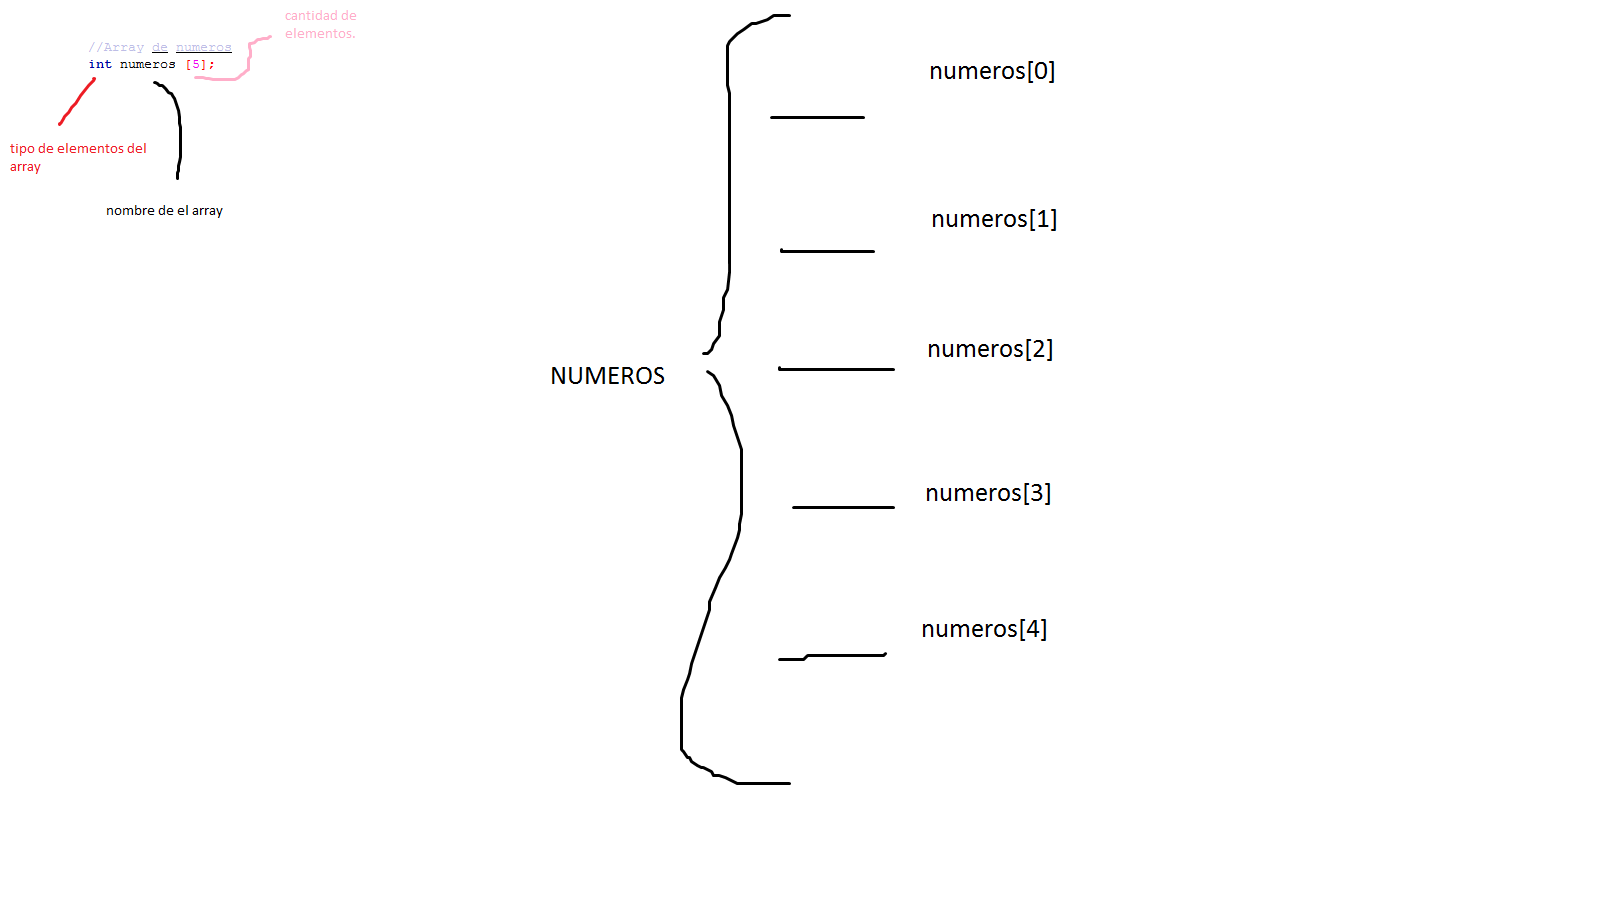 cantidad de
elementos.
//Array de numeros
int numeros [5];
tipo de elementos del
array
nombre de el array
NUMEROS
numeros[0]
numeros[1]
numeros[2]
numeros[3]
numeros[4]